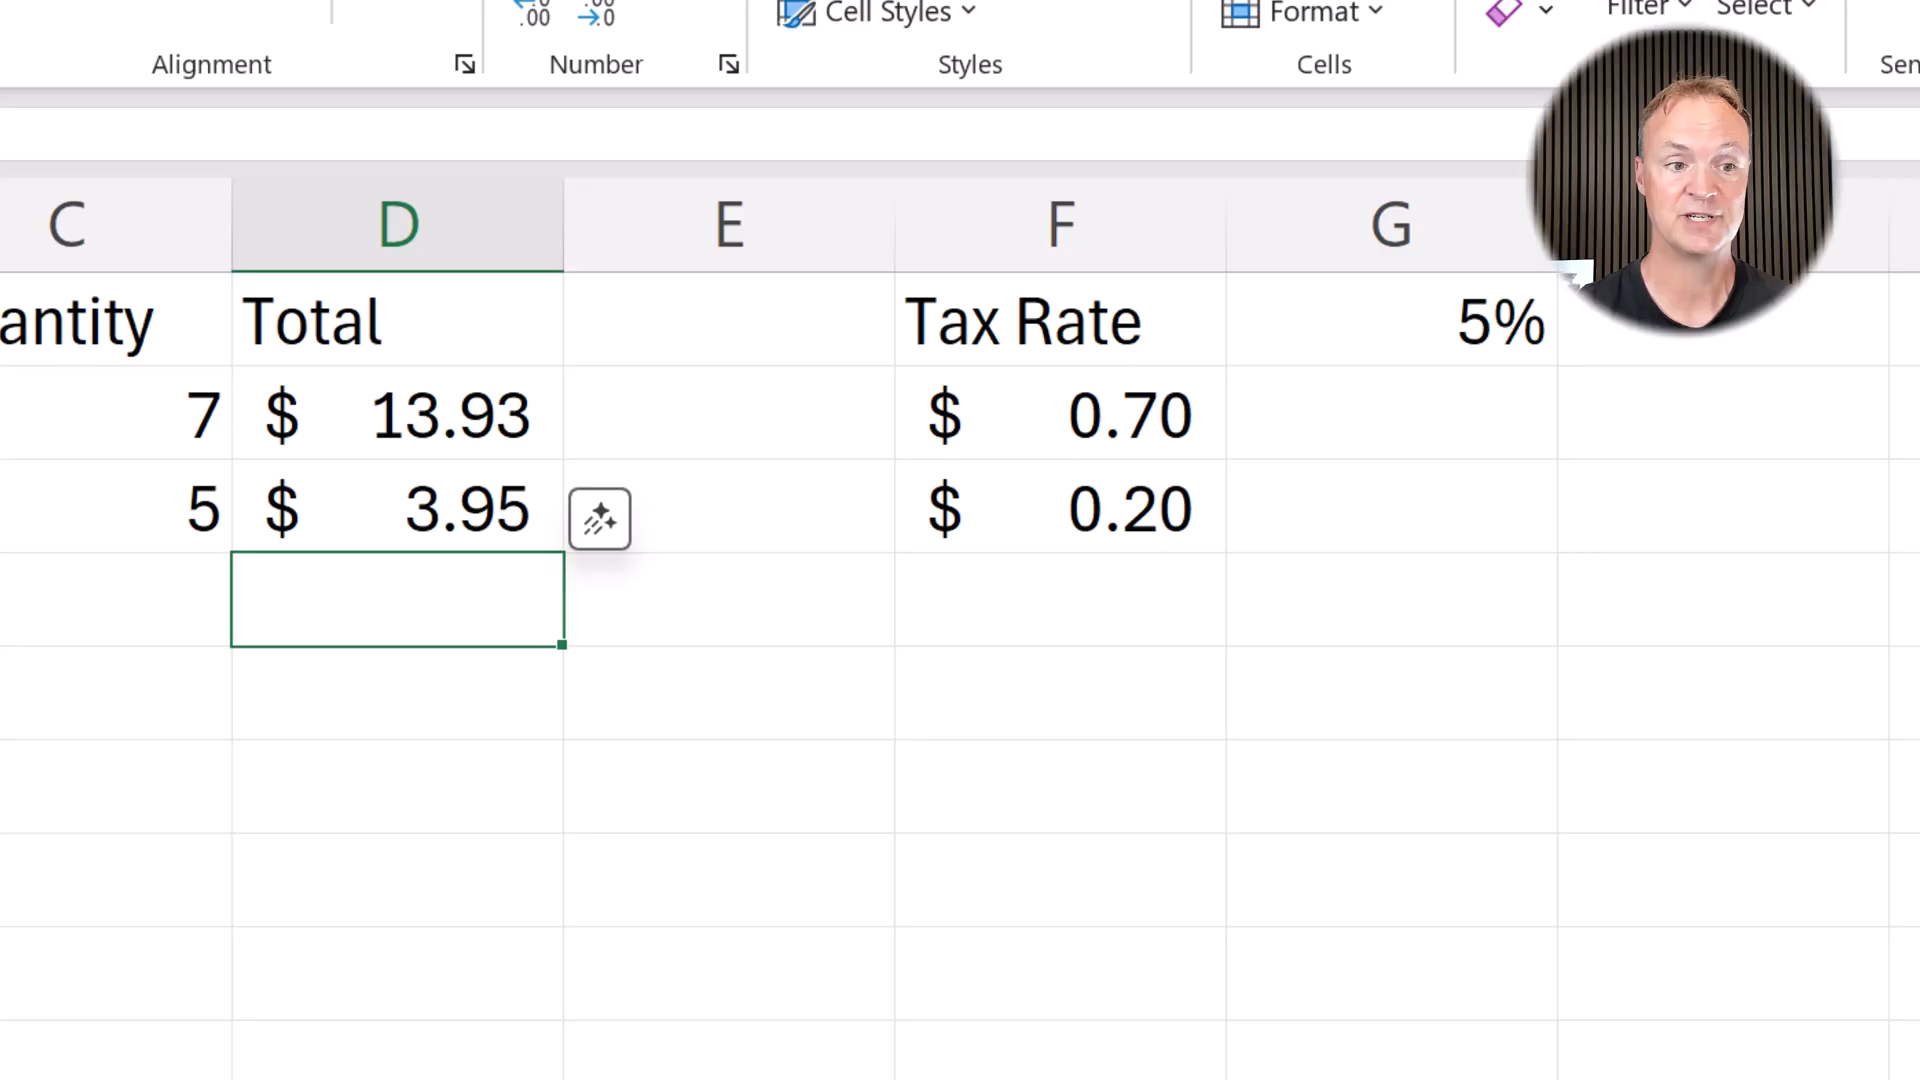 .00 .00
→0
Cell Styles
Format
Filter Select
Alignment Number Styles Cells
C D E F G
antity Total Tax Rate 5%
7 $ 13.93 $ 0.70
5 $ 3.95 $ 0.20